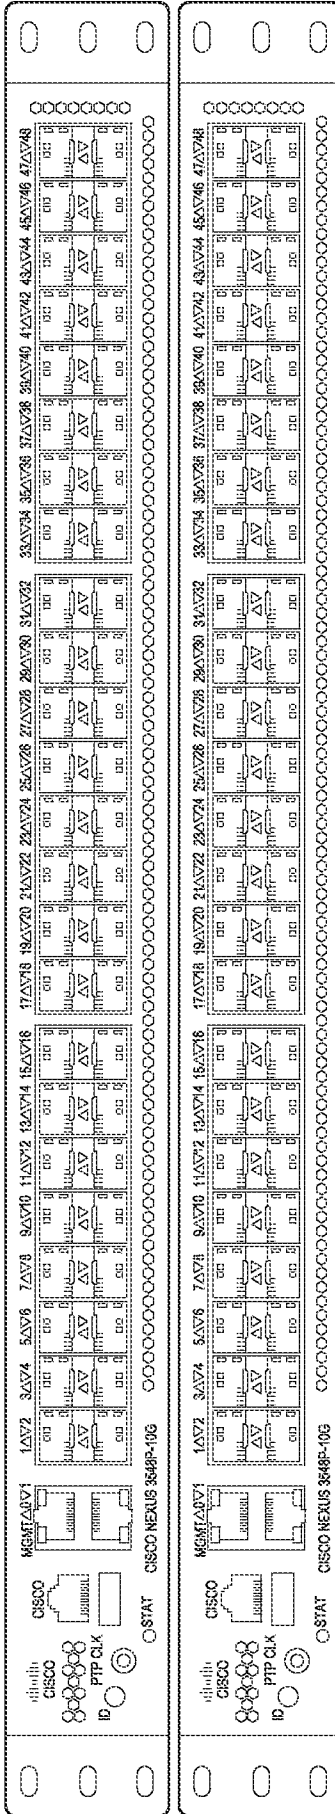 CISCO
CISCO
PTP CLK
ID
STAT
MGMT△0▽1
1△▽2 3△▽4 5△▽6 7△▽8 9△▽10 11△▽12 13△▽14 15△▽16
17△▽18 19△▽20 21△▽22 23△▽24 25△▽26 27△▽28 29△▽30 31△▽32
33△▽34 35△▽36 37△▽38 39△▽40 41△▽42 43△▽44 45△▽46 47△▽48
CISCO NEXUS 3548P-10G
CISCO
CISCO
PTP CLK
ID
STAT
MGMT△0▽1
1△▽2 3△▽4 5△▽6 7△▽8 9△▽10 11△▽12 13△▽14 15△▽16
17△▽18 19△▽20 21△▽22 23△▽24 25△▽26 27△▽28 29△▽30 31△▽32
33△▽34 35△▽36 37△▽38 39△▽40 41△▽42 43△▽44 45△▽46 47△▽48
CISCO NEXUS 3548P-10G